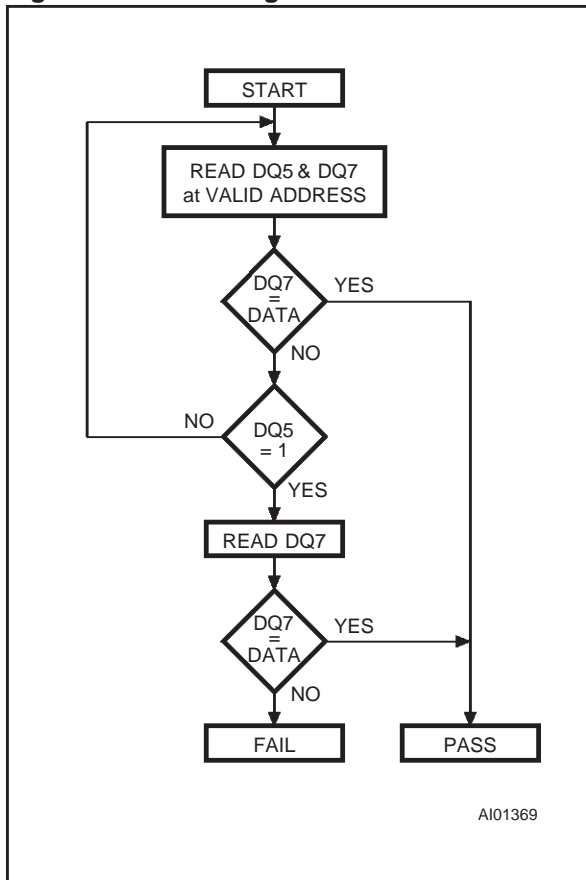 START
READ DQ5 & DQ7
at VALID ADDRESS
DQ7
=
DATA
YES
NO
NO
DQ5
= 1
YES
READ DQ7
DQ7
=
DATA
YES
NO
FAIL
PASS
AI01369